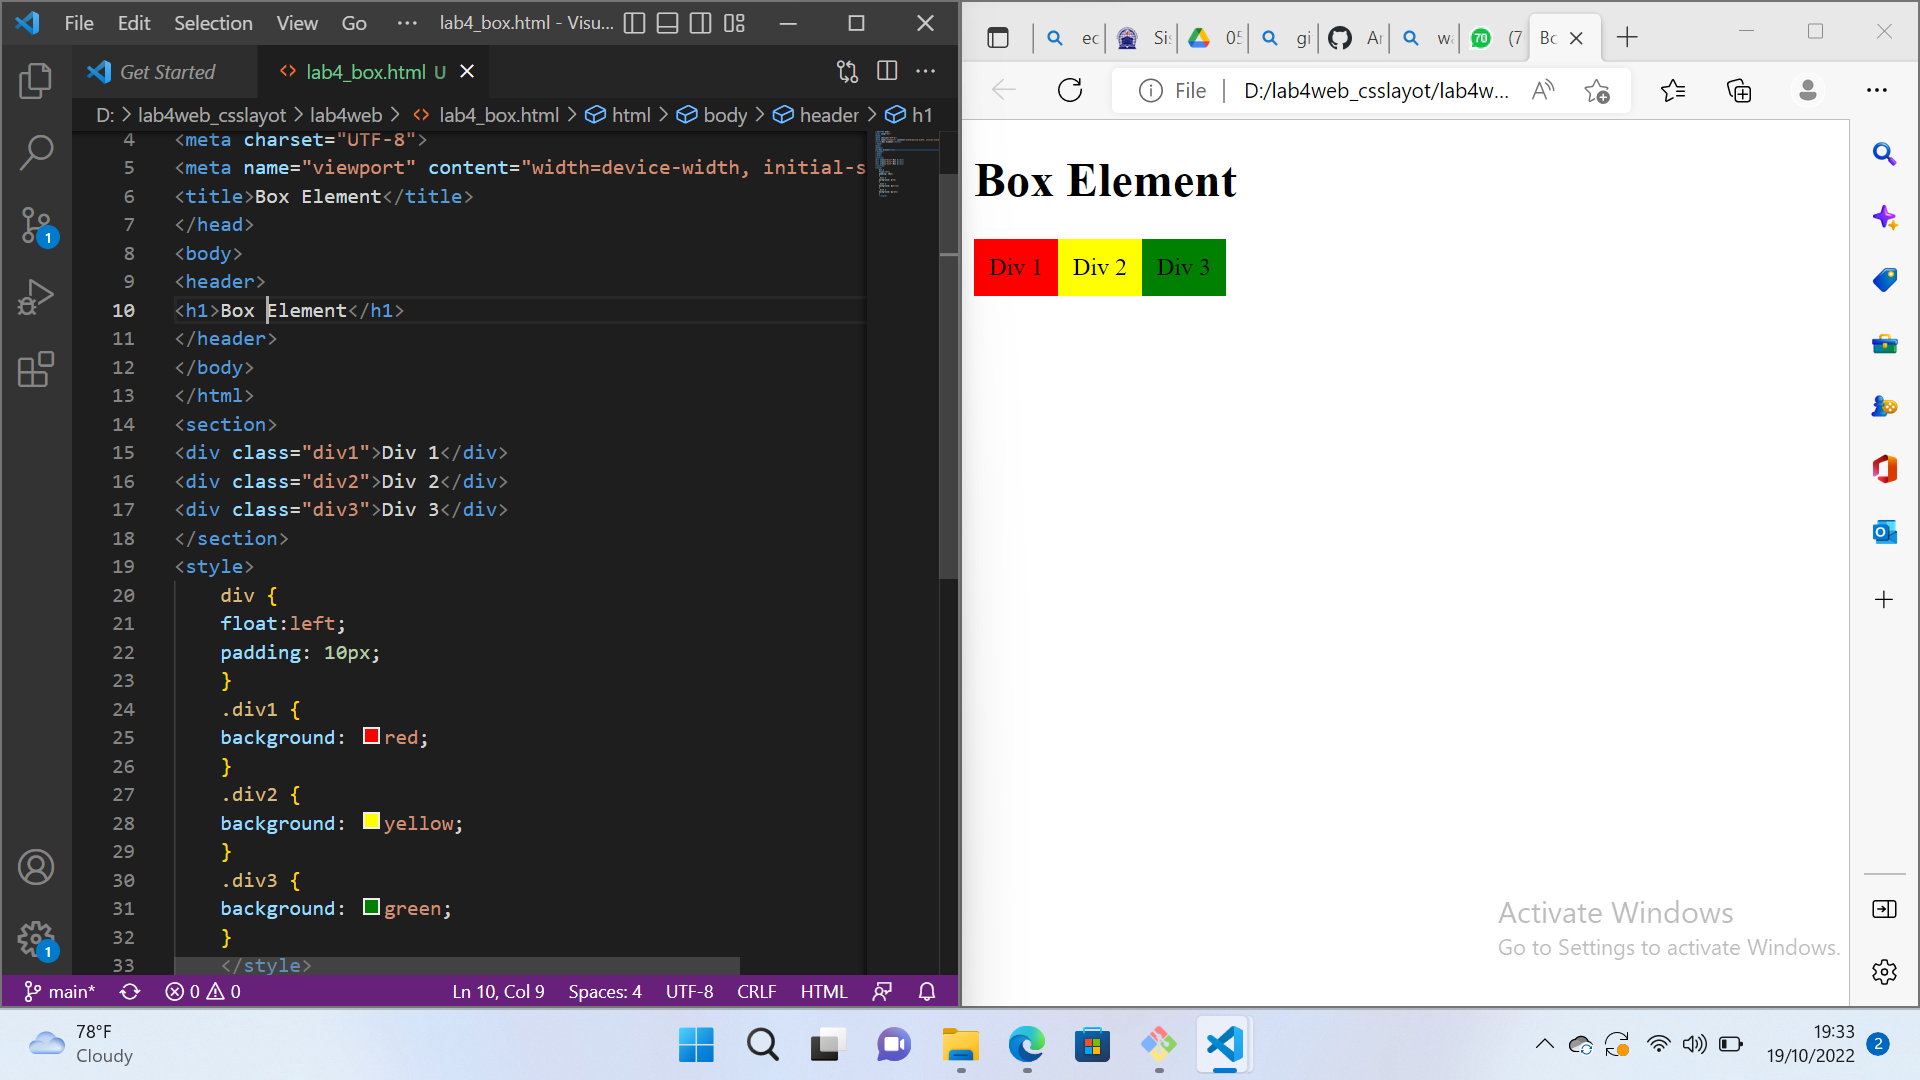 File Edit Selection View Go ··· lab4_box.html - Visu...
Get Started lab4_box.html U
D: > lab4web_csslayot > lab4web > lab4_box.html > html > body > header > h1
4 <meta charset="UTF-8">
5 <meta name="viewport" content="width=device-width, initial-s
6 <title>Box Element</title>
7 </head>
8 <body>
9 <header>
10 <h1>Box Element</h1>
11 </header>
12 </body>
13 </html>
14 <section>
15 <div class="div1">Div 1</div>
16 <div class="div2">Div 2</div>
17 <div class="div3">Div 3</div>
18 </section>
19 <style>
20 div {
21 float:left;
22 padding: 10px;
23 }
24 .div1 {
25 background: red;
26 }
27 .div2 {
28 background: yellow;
29 }
30 .div3 {
31 background: green;
32 }
33 </style>
1
1
main* 0 0 Ln 10, Col 9 Spaces: 4 UTF-8 CRLF HTML
ec Sis 05 gi Ar wa 70 (7 Bo
File D:/lab4web_csslayot/lab4w...
Box Element
Div 1 Div 2 Div 3
Activate Windows
Go to Settings to activate Windows.
78°F
Cloudy
19:33
19/10/2022
2